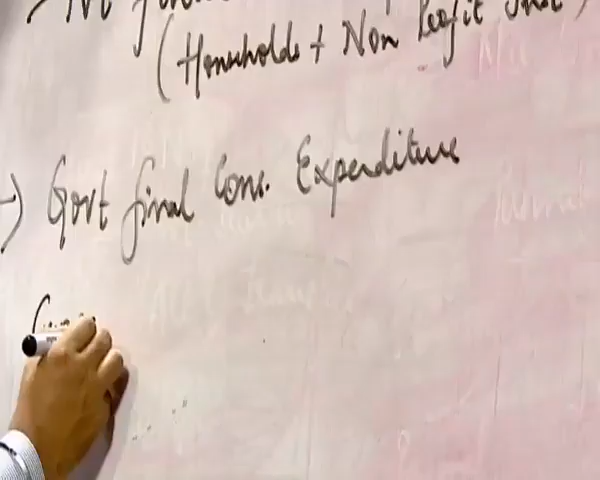 (Households + Non Profit Inst)
→) Govt final Cons. Expenditure